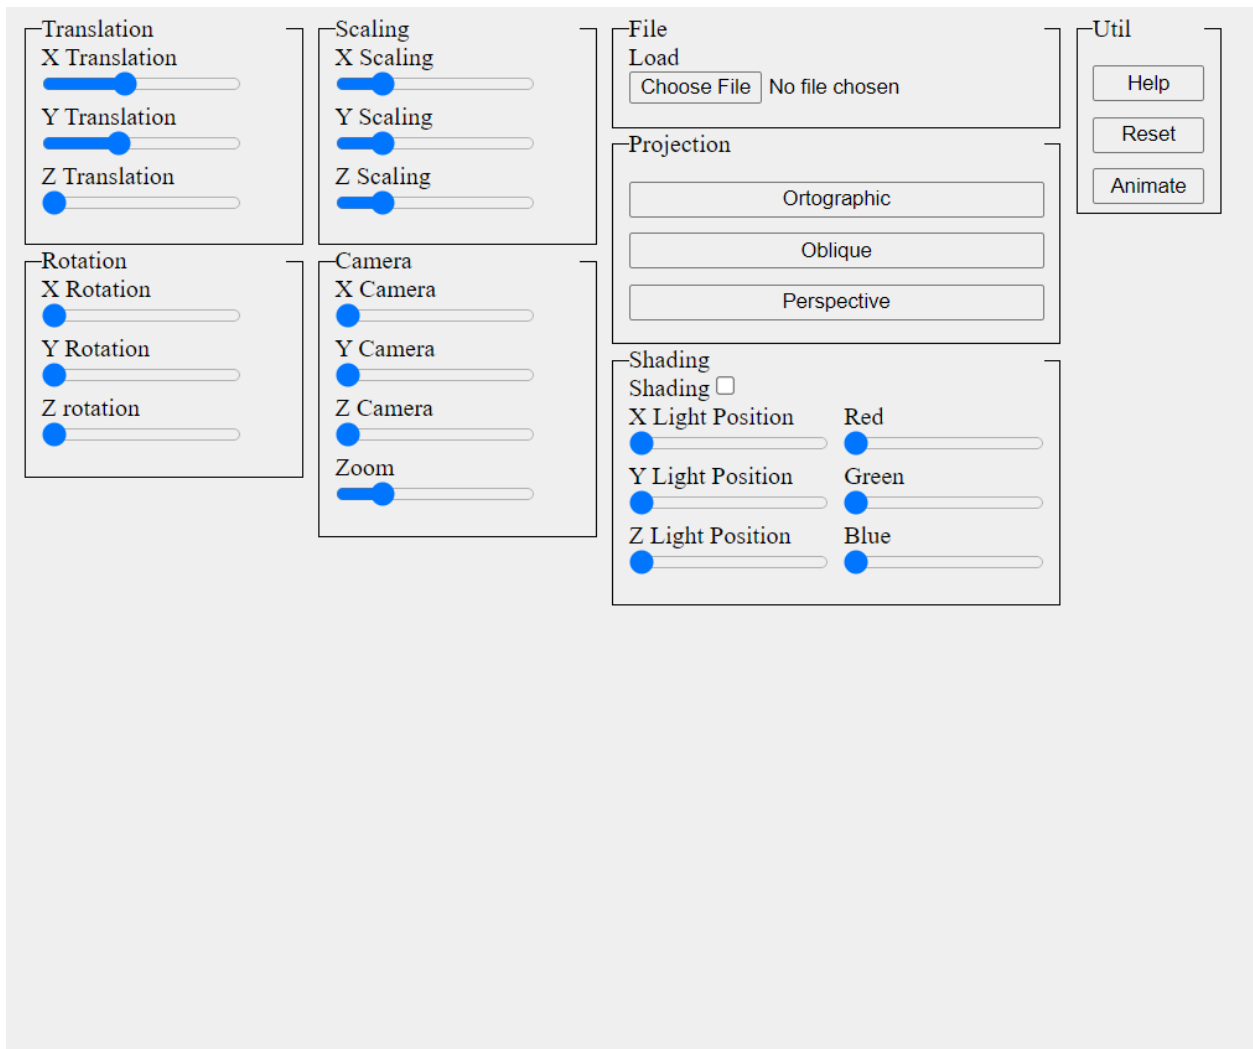 Translation
X Translation
Y Translation
Z Translation
Rotation
X Rotation
Y Rotation
Z rotation
Scaling
X Scaling
Y Scaling
Z Scaling
Camera
X Camera
Y Camera
Z Camera
Zoom
File
Load
Choose File No file chosen
Projection
Ortographic
Oblique
Perspective
Shading
Shading
X Light Position
Y Light Position
Z Light Position
Red
Green
Blue
Util
Help
Reset
Animate